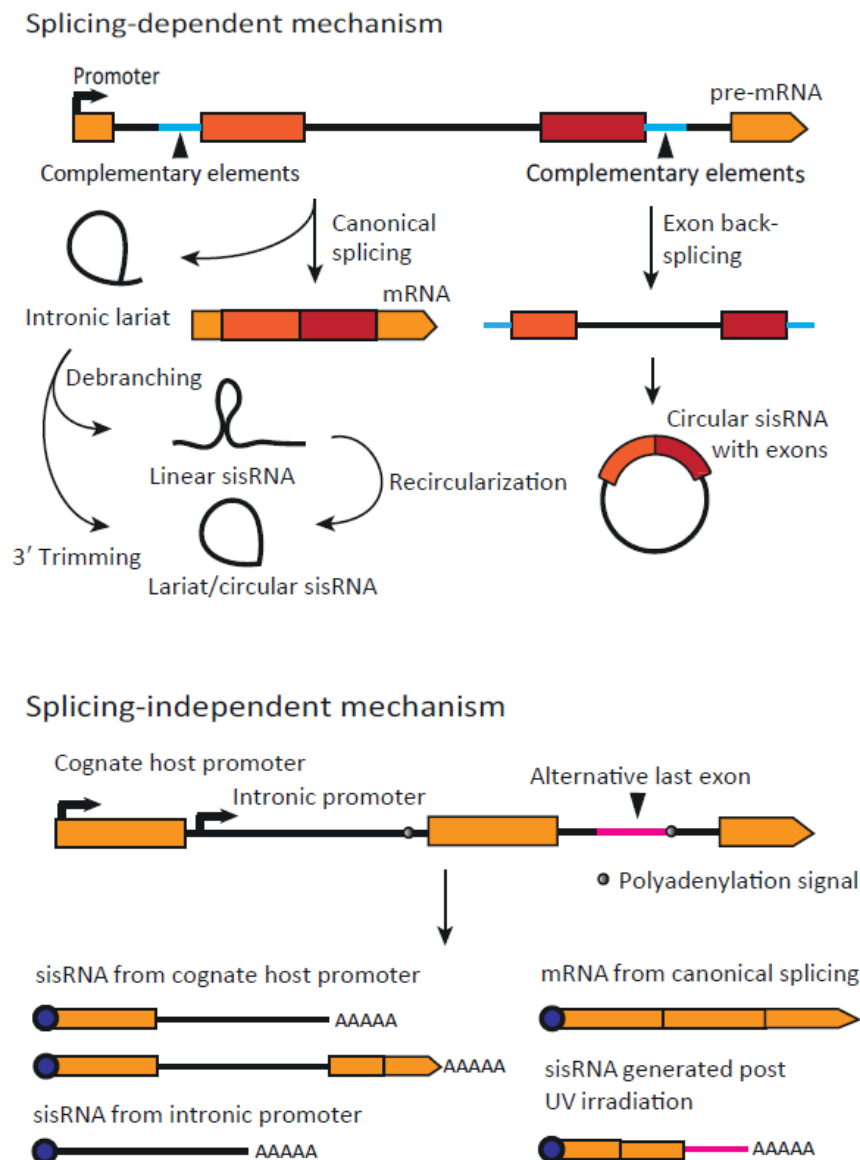 Splicing-dependent mechanism
Promoter
pre-mRNA
Complementary elements
Complementary elements
Canonical
splicing
Exon back-
splicing
mRNA
Intronic lariat
Debranching
Linear sisRNA
Recircularization
Circular sisRNA
with exons
3′ Trimming
Lariat/circular sisRNA
Splicing-independent mechanism
Cognate host promoter
Intronic promoter
Alternative last exon
Polyadenylation signal
sisRNA from cognate host promoter
AAAAA
AAAAA
sisRNA from intronic promoter
AAAAA
mRNA from canonical splicing
sisRNA generated post
UV irradiation
AAAAA